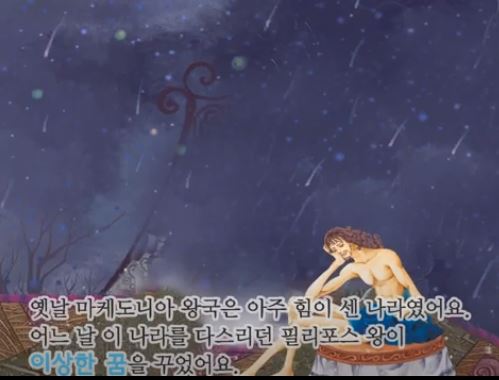 옛날 마케도니아 왕국은 아주 힘이 센 나라였어요.
어느 날 이 나라를 다스리던 필리포스 왕이
이상한 꿈을 꾸었어요.